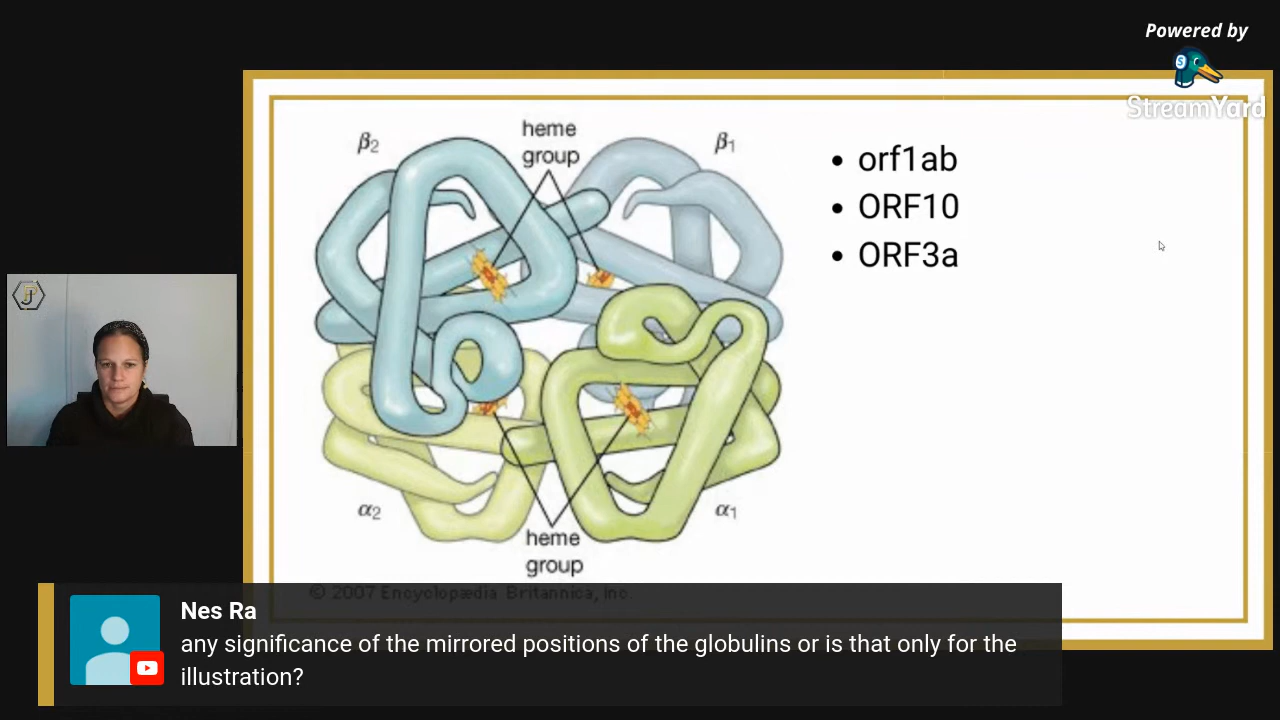 Powered by
StreamYard
β2
heme
group
β1
• orf1ab
• ORF10
• ORF3a
α2
heme
group
α1
© 2007 Encyclopædia Britannica, Inc.
Nes Ra
any significance of the mirrored positions of the globulins or is that only for the
illustration?